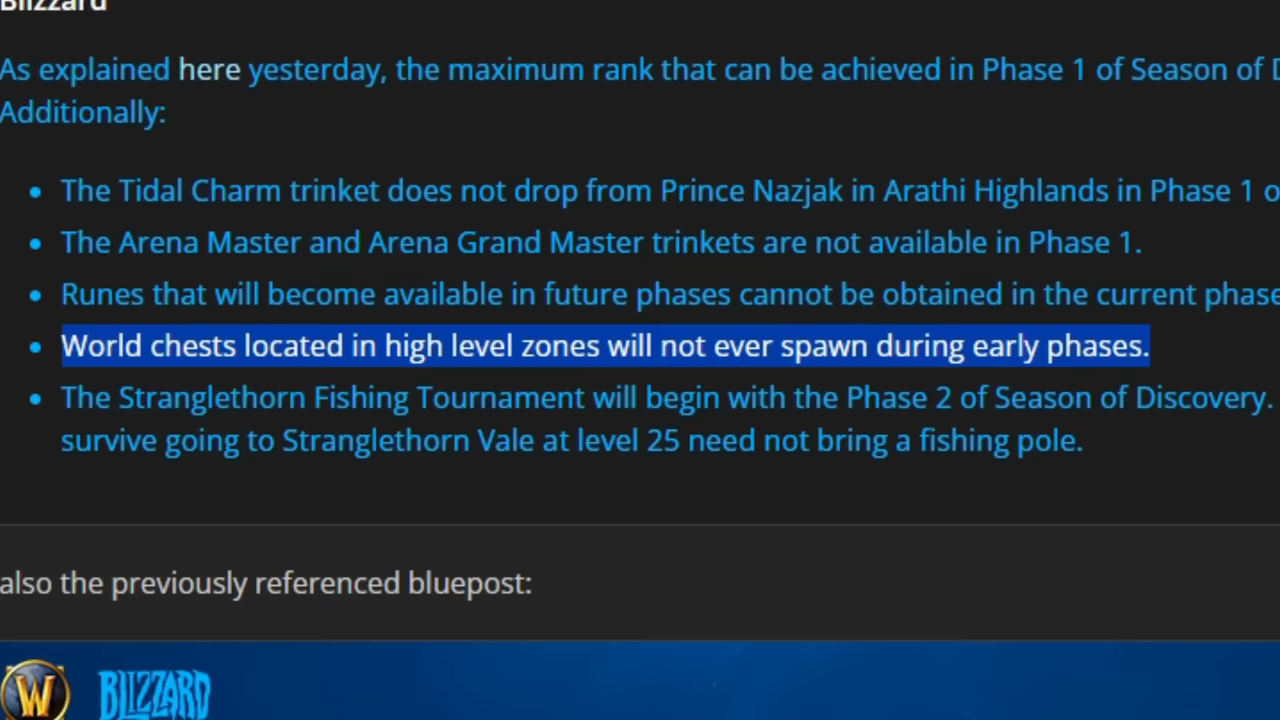 Blizzard
As explained here yesterday, the maximum rank that can be achieved in Phase 1 of Season of
Additionally:
The Tidal Charm trinket does not drop from Prince Nazjak in Arathi Highlands in Phase 1
The Arena Master and Arena Grand Master trinkets are not available in Phase 1.
Runes that will become available in future phases cannot be obtained in the current phase
World chests located in high level zones will not ever spawn during early phases.
The Stranglethorn Fishing Tournament will begin with the Phase 2 of Season of Discovery.
survive going to Stranglethorn Vale at level 25 need not bring a fishing pole.
also the previously referenced bluepost:
W BLIZZARD